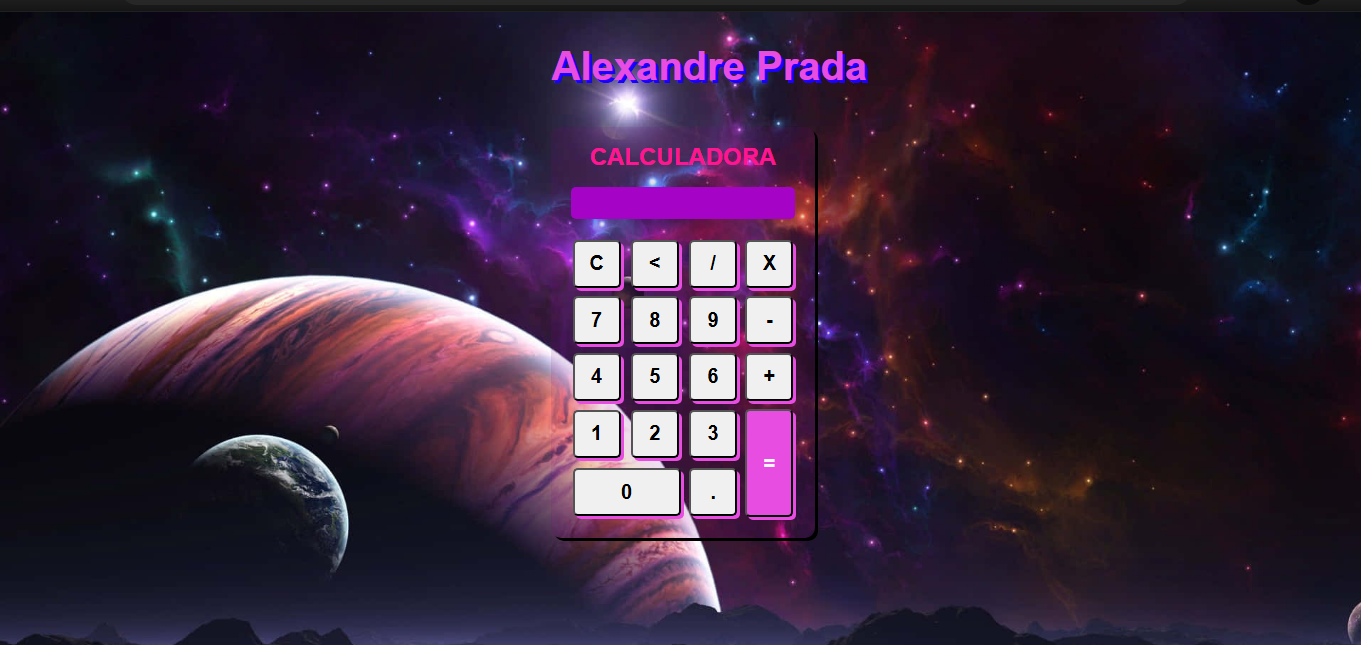 Alexandre Prada
CALCULADORA
C < / X
7 8 9 -
4 5 6 +
1 2 3 =
0 .